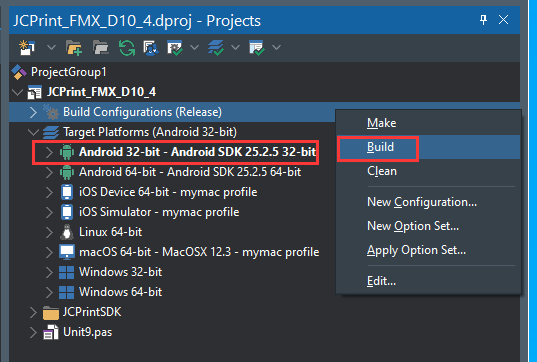 JCPrint_FMX_D10_4.dproj - Projects
ProjectGroup1
JCPrint_FMX_D10_4
Build Configurations (Release)
Target Platforms (Android 32-bit)
Android 32-bit - Android SDK 25.2.5 32-bit
Android 64-bit - Android SDK 25.2.5 64-bit
iOS Device 64-bit - mymac profile
iOS Simulator - mymac profile
Linux 64-bit
macOS 64-bit - MacOSX 12.3 - mymac profile
Windows 32-bit
Windows 64-bit
JCPrintSDK
Unit9.pas
Make
Build
Clean
New Configuration...
New Option Set...
Apply Option Set...
Edit...